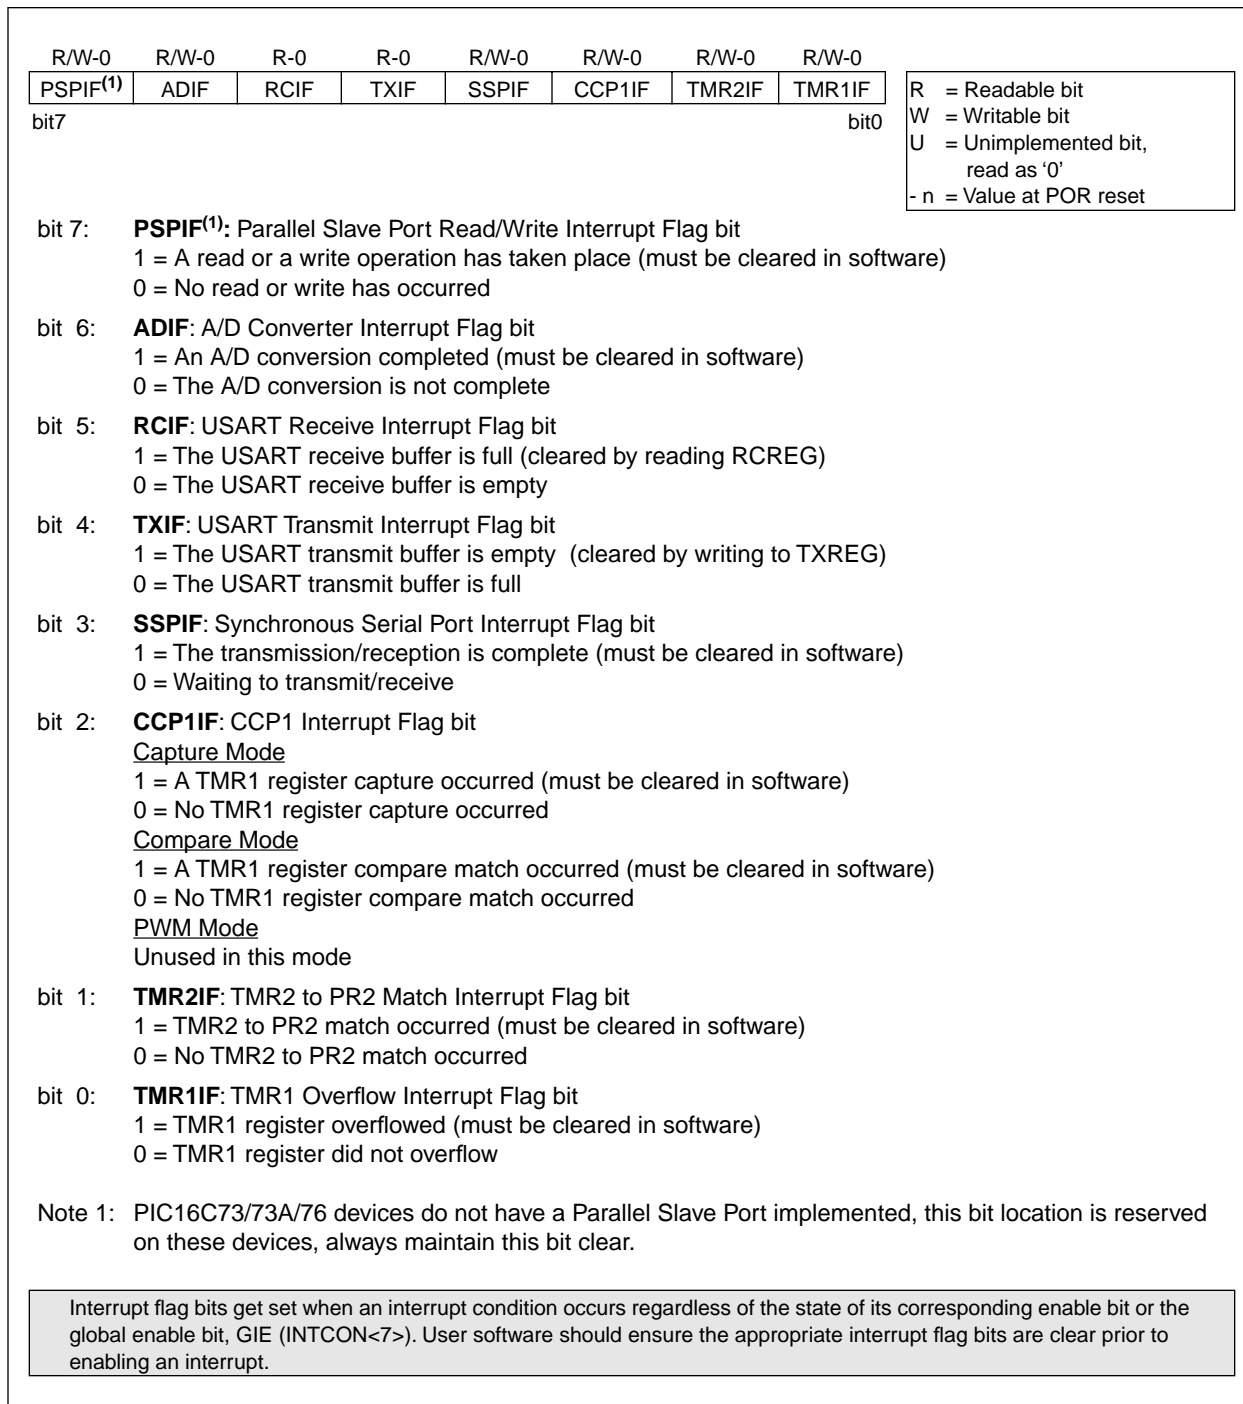 R/W-0 R/W-0 R-0 R-0 R/W-0 R/W-0 R/W-0 R/W-0
PSPIF(1) ADIF RCIF TXIF SSPIF CCP1IF TMR2IF TMR1IF
bit7 bit0
R = Readable bit
W = Writable bit
U = Unimplemented bit,
read as ‘0’
- n = Value at POR reset
bit 7: PSPIF(1): Parallel Slave Port Read/Write Interrupt Flag bit
1 = A read or a write operation has taken place (must be cleared in software)
0 = No read or write has occurred
bit 6: ADIF: A/D Converter Interrupt Flag bit
1 = An A/D conversion completed (must be cleared in software)
0 = The A/D conversion is not complete
bit 5: RCIF: USART Receive Interrupt Flag bit
1 = The USART receive buffer is full (cleared by reading RCREG)
0 = The USART receive buffer is empty
bit 4: TXIF: USART Transmit Interrupt Flag bit
1 = The USART transmit buffer is empty (cleared by writing to TXREG)
0 = The USART transmit buffer is full
bit 3: SSPIF: Synchronous Serial Port Interrupt Flag bit
1 = The transmission/reception is complete (must be cleared in software)
0 = Waiting to transmit/receive
bit 2: CCP1IF: CCP1 Interrupt Flag bit
Capture Mode
1 = A TMR1 register capture occurred (must be cleared in software)
0 = No TMR1 register capture occurred
Compare Mode
1 = A TMR1 register compare match occurred (must be cleared in software)
0 = No TMR1 register compare match occurred
PWM Mode
Unused in this mode
bit 1: TMR2IF: TMR2 to PR2 Match Interrupt Flag bit
1 = TMR2 to PR2 match occurred (must be cleared in software)
0 = No TMR2 to PR2 match occurred
bit 0: TMR1IF: TMR1 Overflow Interrupt Flag bit
1 = TMR1 register overflowed (must be cleared in software)
0 = TMR1 register did not overflow
Note 1: PIC16C73/73A/76 devices do not have a Parallel Slave Port implemented, this bit location is reserved
on these devices, always maintain this bit clear.
Interrupt flag bits get set when an interrupt condition occurs regardless of the state of its corresponding enable bit or the
global enable bit, GIE (INTCON<7>). User software should ensure the appropriate interrupt flag bits are clear prior to
enabling an interrupt.